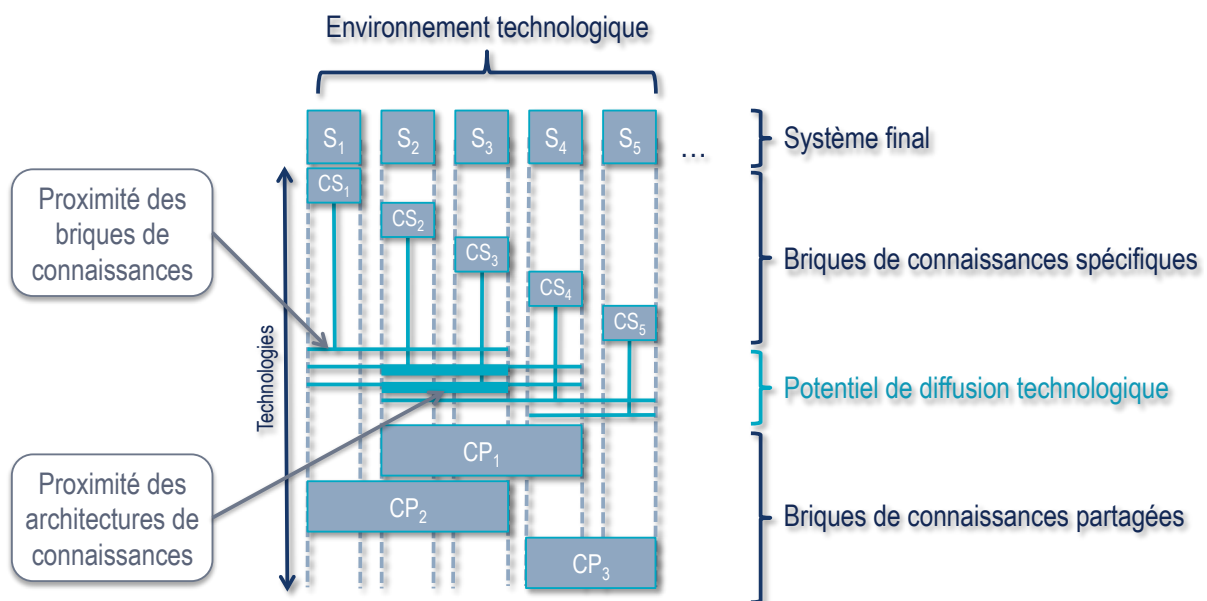 Environnement technologique
S1 S2 S3 S4 S5 ...
Système final
CS1
CS2
CS3
CS4
CS5
Proximité des
briques de
connaissances
Briques de connaissances spécifiques
Technologies
Potentiel de diffusion technologique
CP1
Proximité des
architectures de
connaissances
CP2
Briques de connaissances partagées
CP3